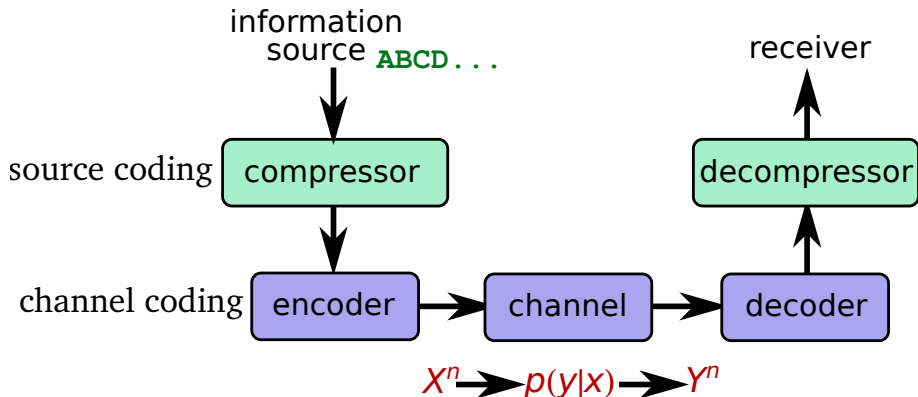 information
source ABCD...
receiver
source coding
compressor
decompressor
channel coding
encoder
channel
decoder
Xⁿ p(y|x) Yⁿ